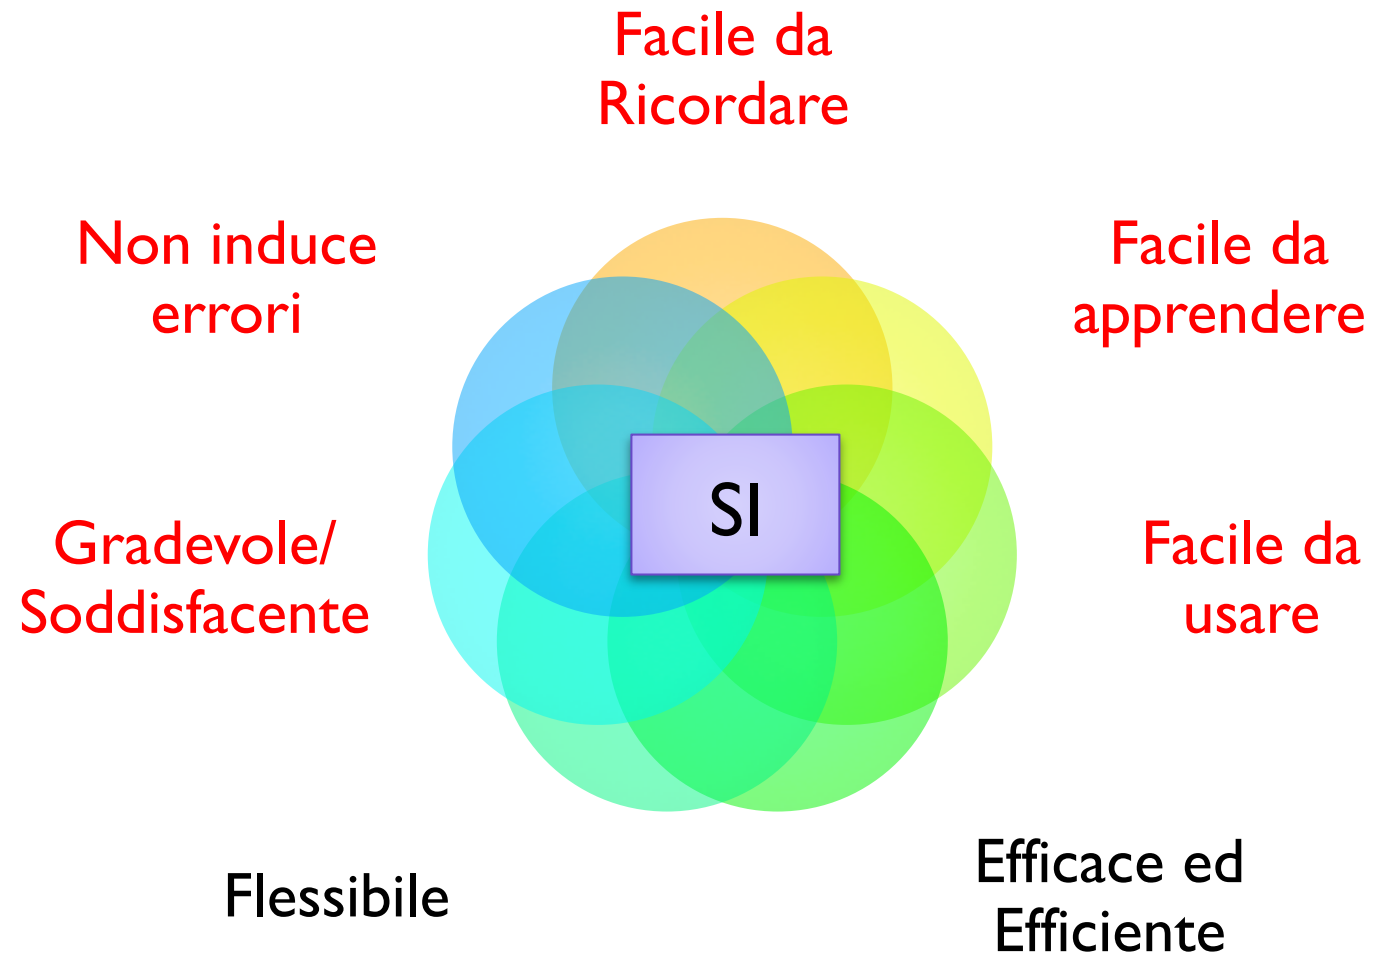 Facile da
Ricordare
Non induce
errori
Facile da
apprendere
SI
Gradevole/
Soddisfacente
Facile da
usare
Flessibile
Efficace ed
Efficiente